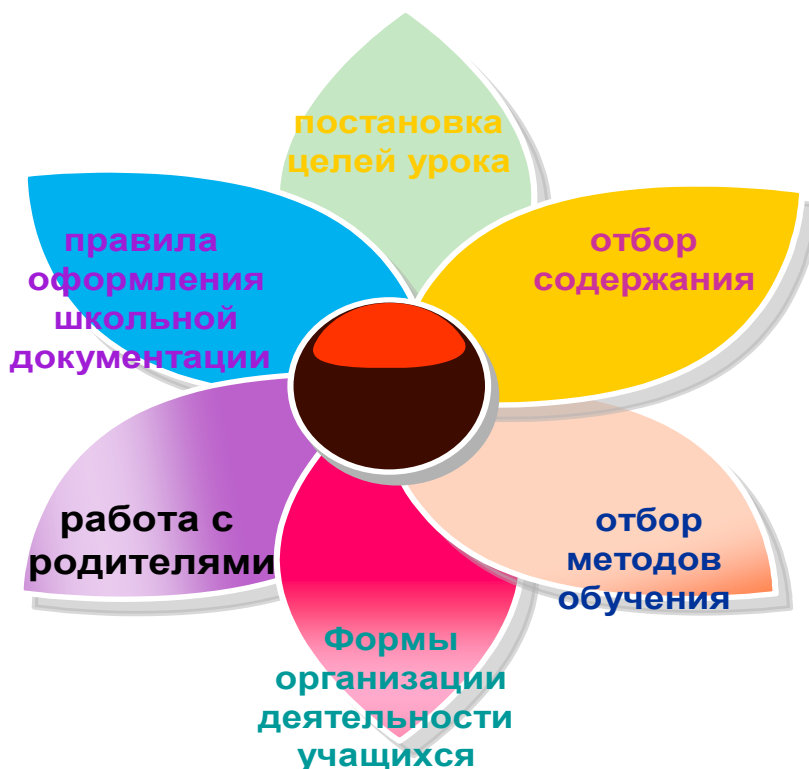 постановка
целей урока
отбор
содержания
отбор
методов
обучения
Формы
организации
деятельности
учащихся
работа с
родителями
правила
оформления
школьной
документации